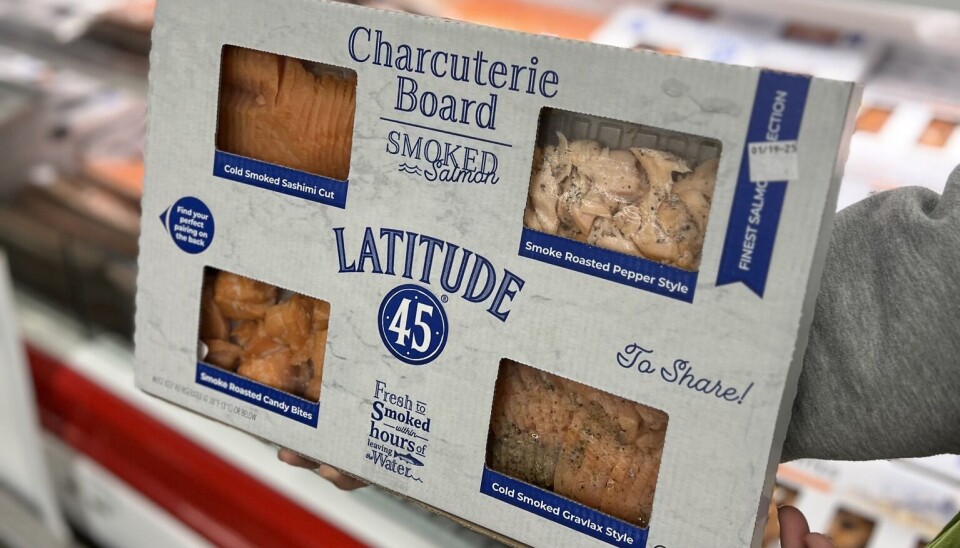 Charcuterie
Board
SMOKED
Salmon
Cold Smoked Sashimi Cut
Smoke Roasted Pepper Style
Find your
perfect
pairing on
the back
LATITUDE
45®
Smoke Roasted Candy Bites
Fresh to
Smoked
within
hours of
leaving
the Water
Cold Smoked Gravlax Style
To Share!
FINEST SALMO
ECTION
01/19-25